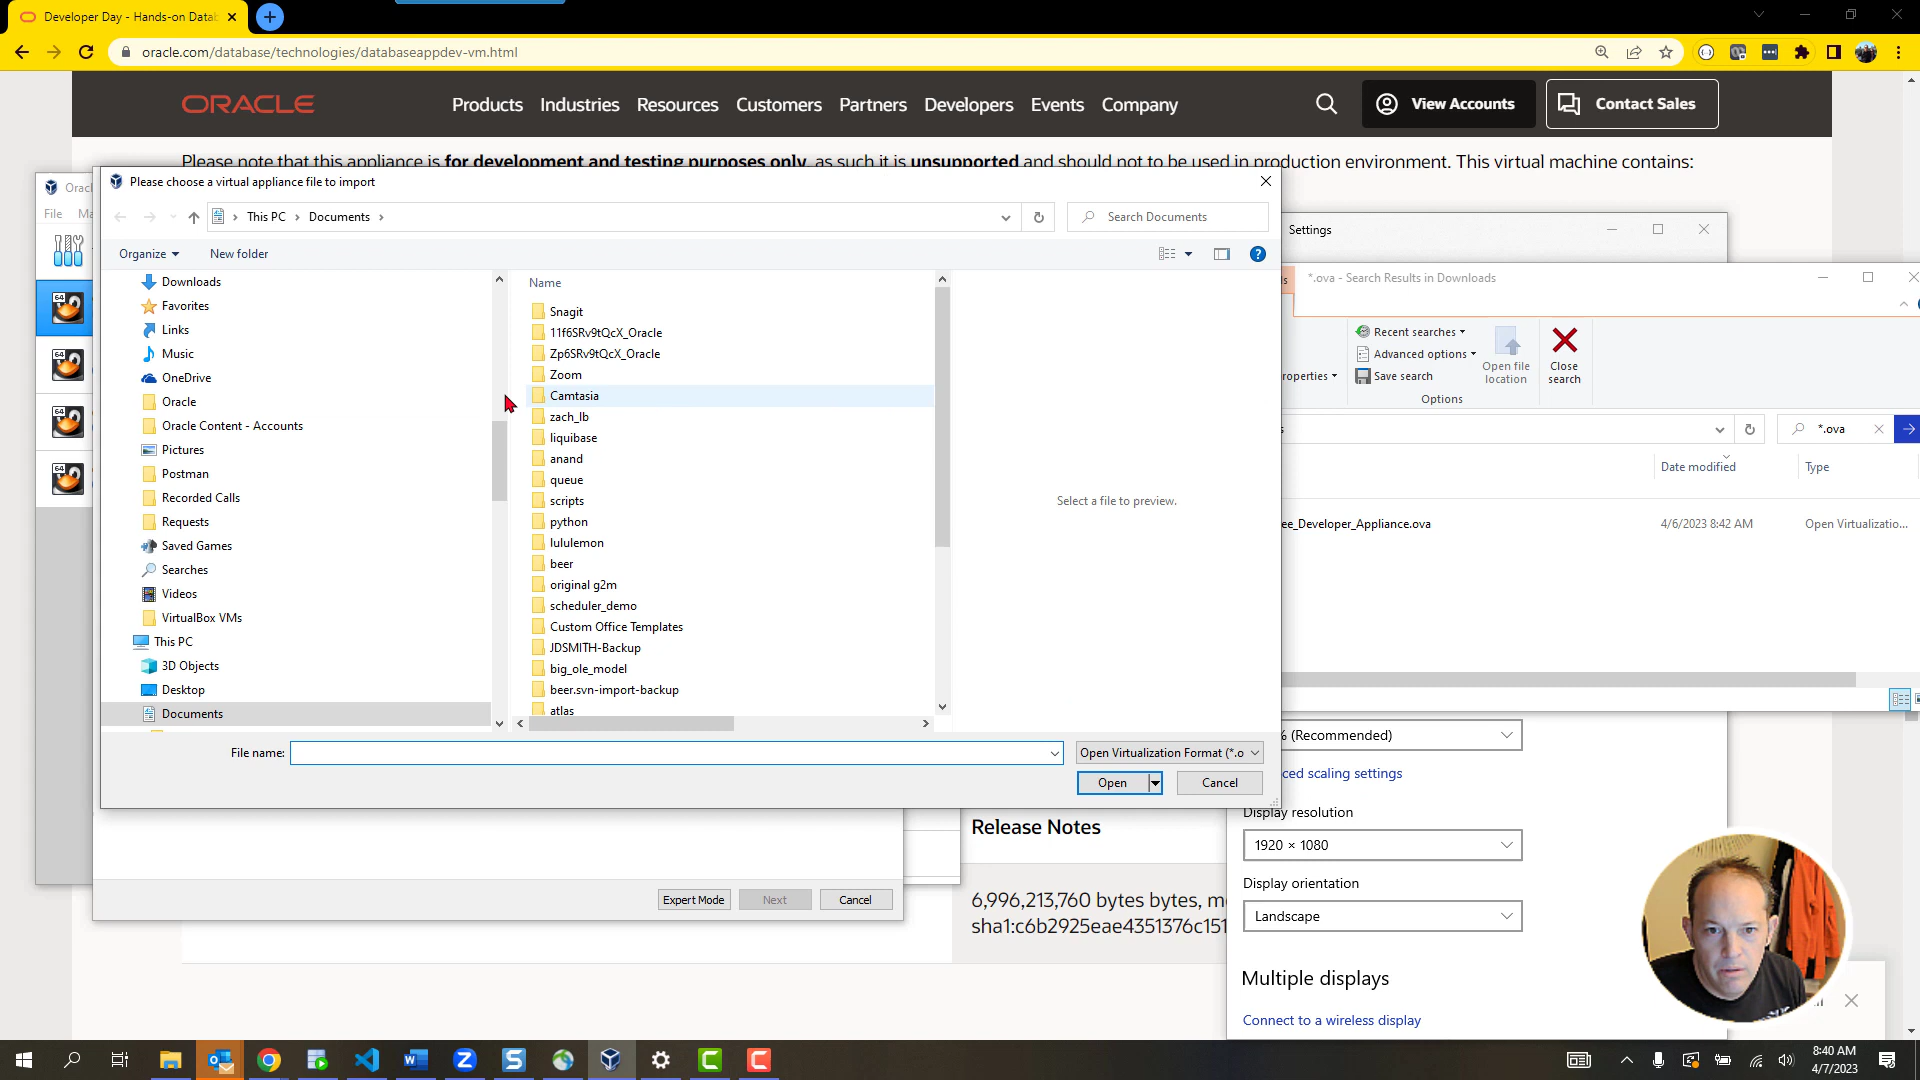 Developer Day - Hands-on Datab
oracle.com/database/technologies/databaseappdev-vm.html
ORACLE
Products
Industries
Resources
Customers
Partners
Developers
Events
Company
View Accounts
Contact Sales
Please note that this appliance is for development and testing purposes only, as such it is unsupported and should not to be used in production environment. This virtual machine contains:
Oracl
File Ma
Please choose a virtual appliance file to import
This PC > Documents >
Search Documents
Organize
New folder
Downloads
Favorites
Links
Music
OneDrive
Oracle
Oracle Content - Accounts
Pictures
Postman
Recorded Calls
Requests
Saved Games
Searches
Videos
VirtualBox VMs
This PC
3D Objects
Desktop
Documents
Name
Snagit
11f6SRv9tQcX_Oracle
Zp6SRv9tQcX_Oracle
Zoom
Camtasia
zach_lb
liquibase
anand
queue
scripts
python
lululemon
beer
original g2m
scheduler_demo
Custom Office Templates
JDSMITH-Backup
big_ole_model
beer.svn-import-backup
atlas
Select a file to preview.
File name:
Open Virtualization Format (*.o
Open
Cancel
Expert Mode
Next
Cancel
64
64
64
64
Settings
*.ova - Search Results in Downloads
Recent searches
Advanced options
roperties
Save search
Open file location
Close search
Options
*.ova
Date modified
Type
ee_Developer_Appliance.ova
4/6/2023 8:42 AM
Open Virtualizatio...
% (Recommended)
ced scaling settings
Display resolution
1920 × 1080
Display orientation
Landscape
Multiple displays
Connect to a wireless display
Release Notes
6,996,213,760 bytes bytes, m
sha1:c6b2925eae4351376c151
8:40 AM
4/7/2023